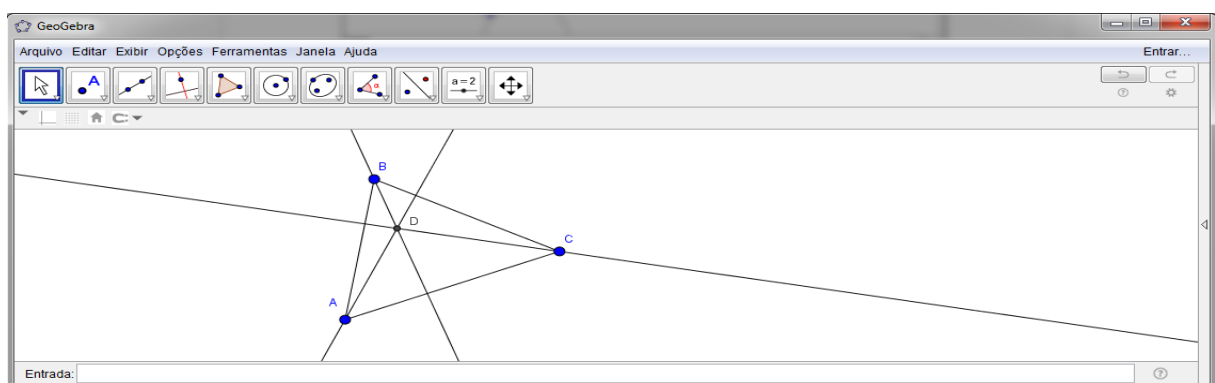 GeoGebra
Arquivo Editar Exibir Opções Ferramentas Janela Ajuda Entrar...
A α a=2
B
D
C
A
Entrada: